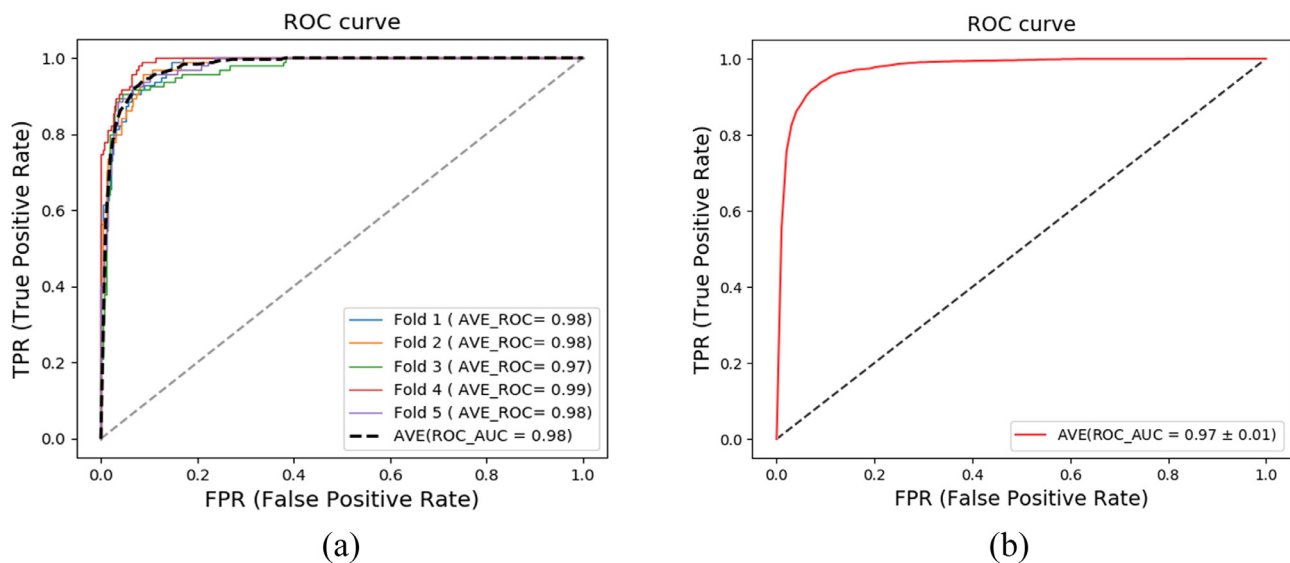 ROC curve
1.0
0.8
0.6
0.4
0.2
0.0
TPR (True Positive Rate)
Fold 1 ( AVE_ROC= 0.98)
Fold 2 ( AVE_ROC= 0.98)
Fold 3 ( AVE_ROC= 0.97)
Fold 4 ( AVE_ROC= 0.99)
Fold 5 ( AVE_ROC= 0.98)
AVE(ROC_AUC = 0.98)
0.0 0.2 0.4 0.6 0.8 1.0
FPR (False Positive Rate)
(a)
ROC curve
1.0
0.8
0.6
0.4
0.2
0.0
TPR (True Positive Rate)
AVE(ROC_AUC = 0.97 ± 0.01)
0.0 0.2 0.4 0.6 0.8 1.0
FPR (False Positive Rate)
(b)